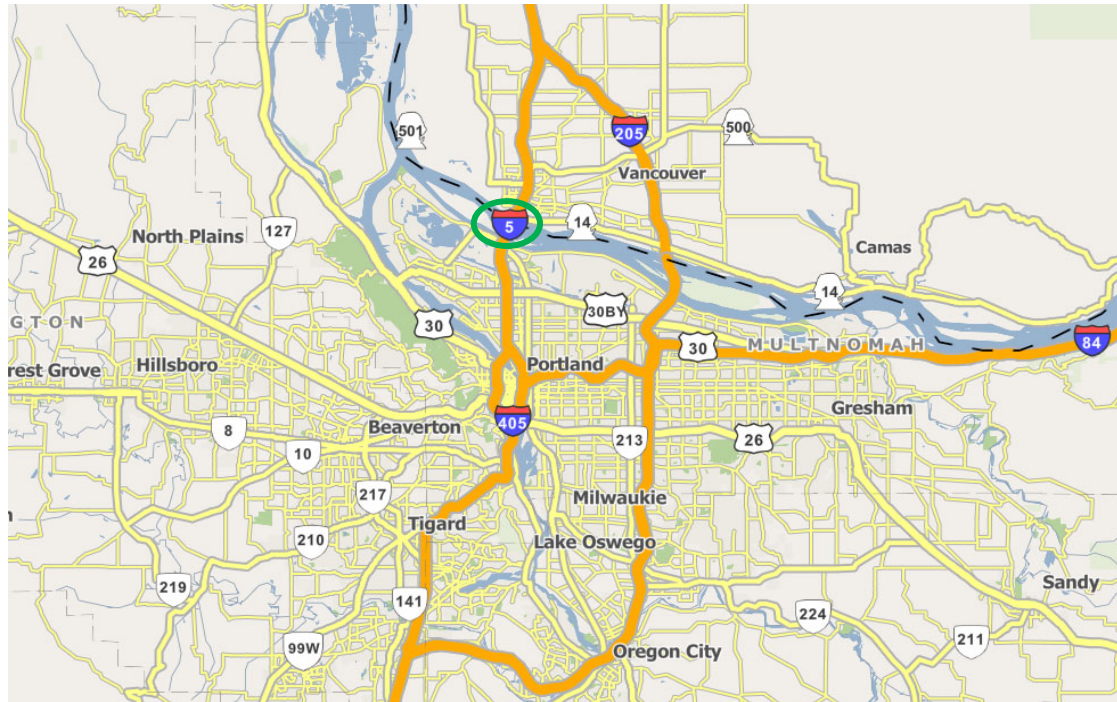 501
205
500
Vancouver
5
14
127
North Plains
Camas
26
14
30BY
30
30
MULTNOMAH
84
GTON
Hillsboro
Portland
rest Grove
405
Gresham
8
Beaverton
213
26
10
217
Milwaukie
Tigard
210
Lake Oswego
219
141
Sandy
224
211
99W
Oregon City